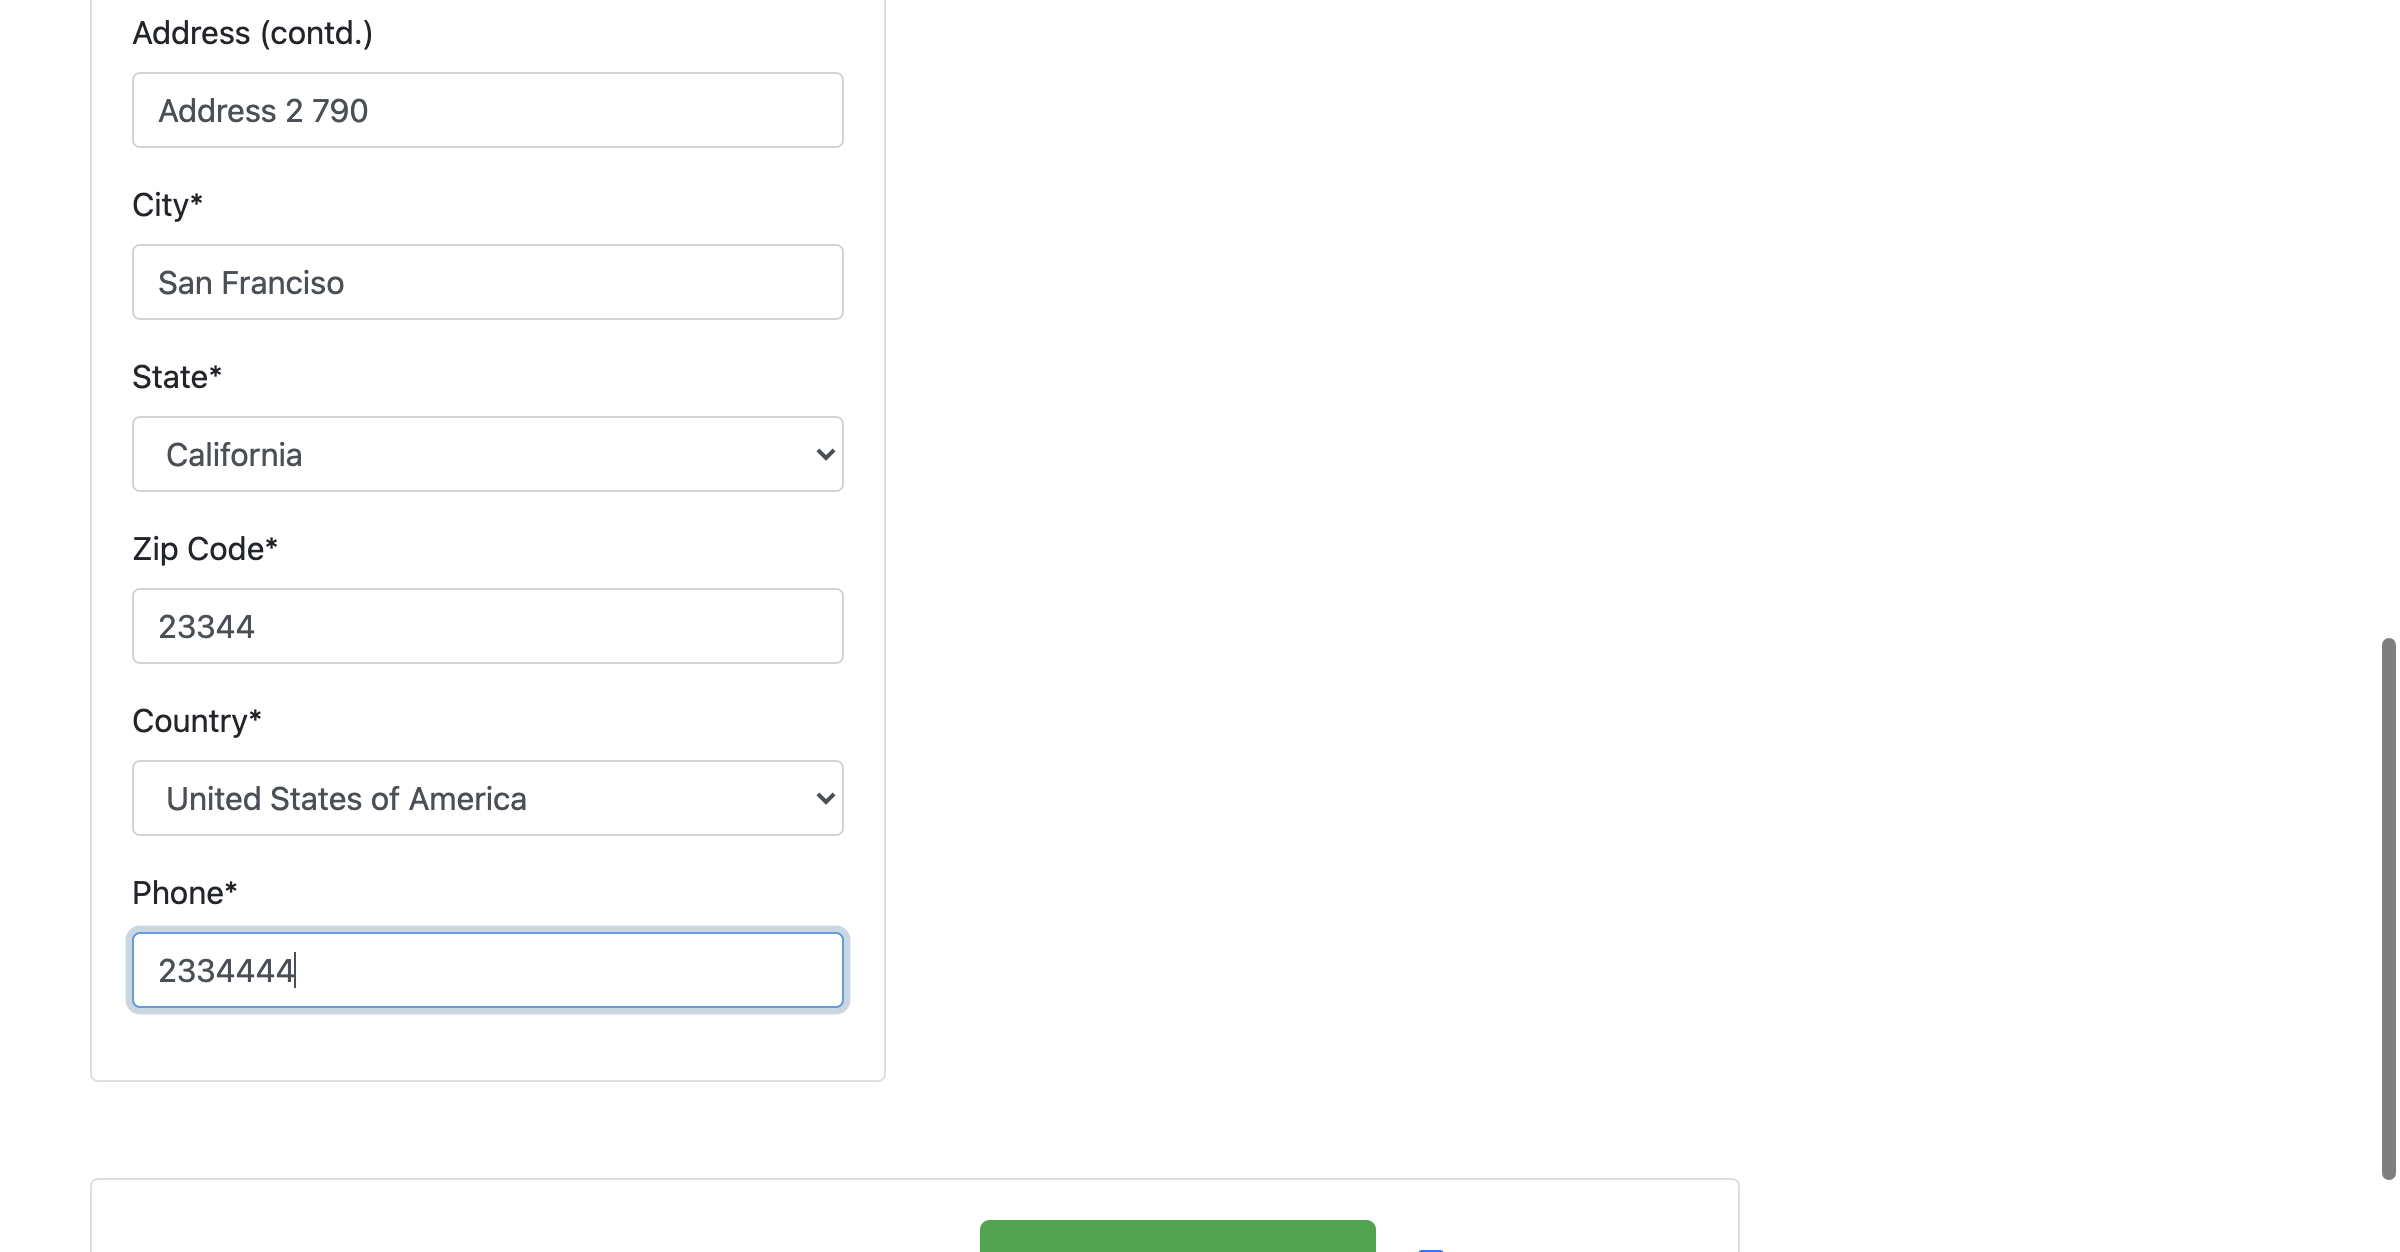 Address (contd.)
Address 2 790
City*
San Franciso
State*
California
Zip Code*
23344
Country*
United States of America
Phone*
2334444